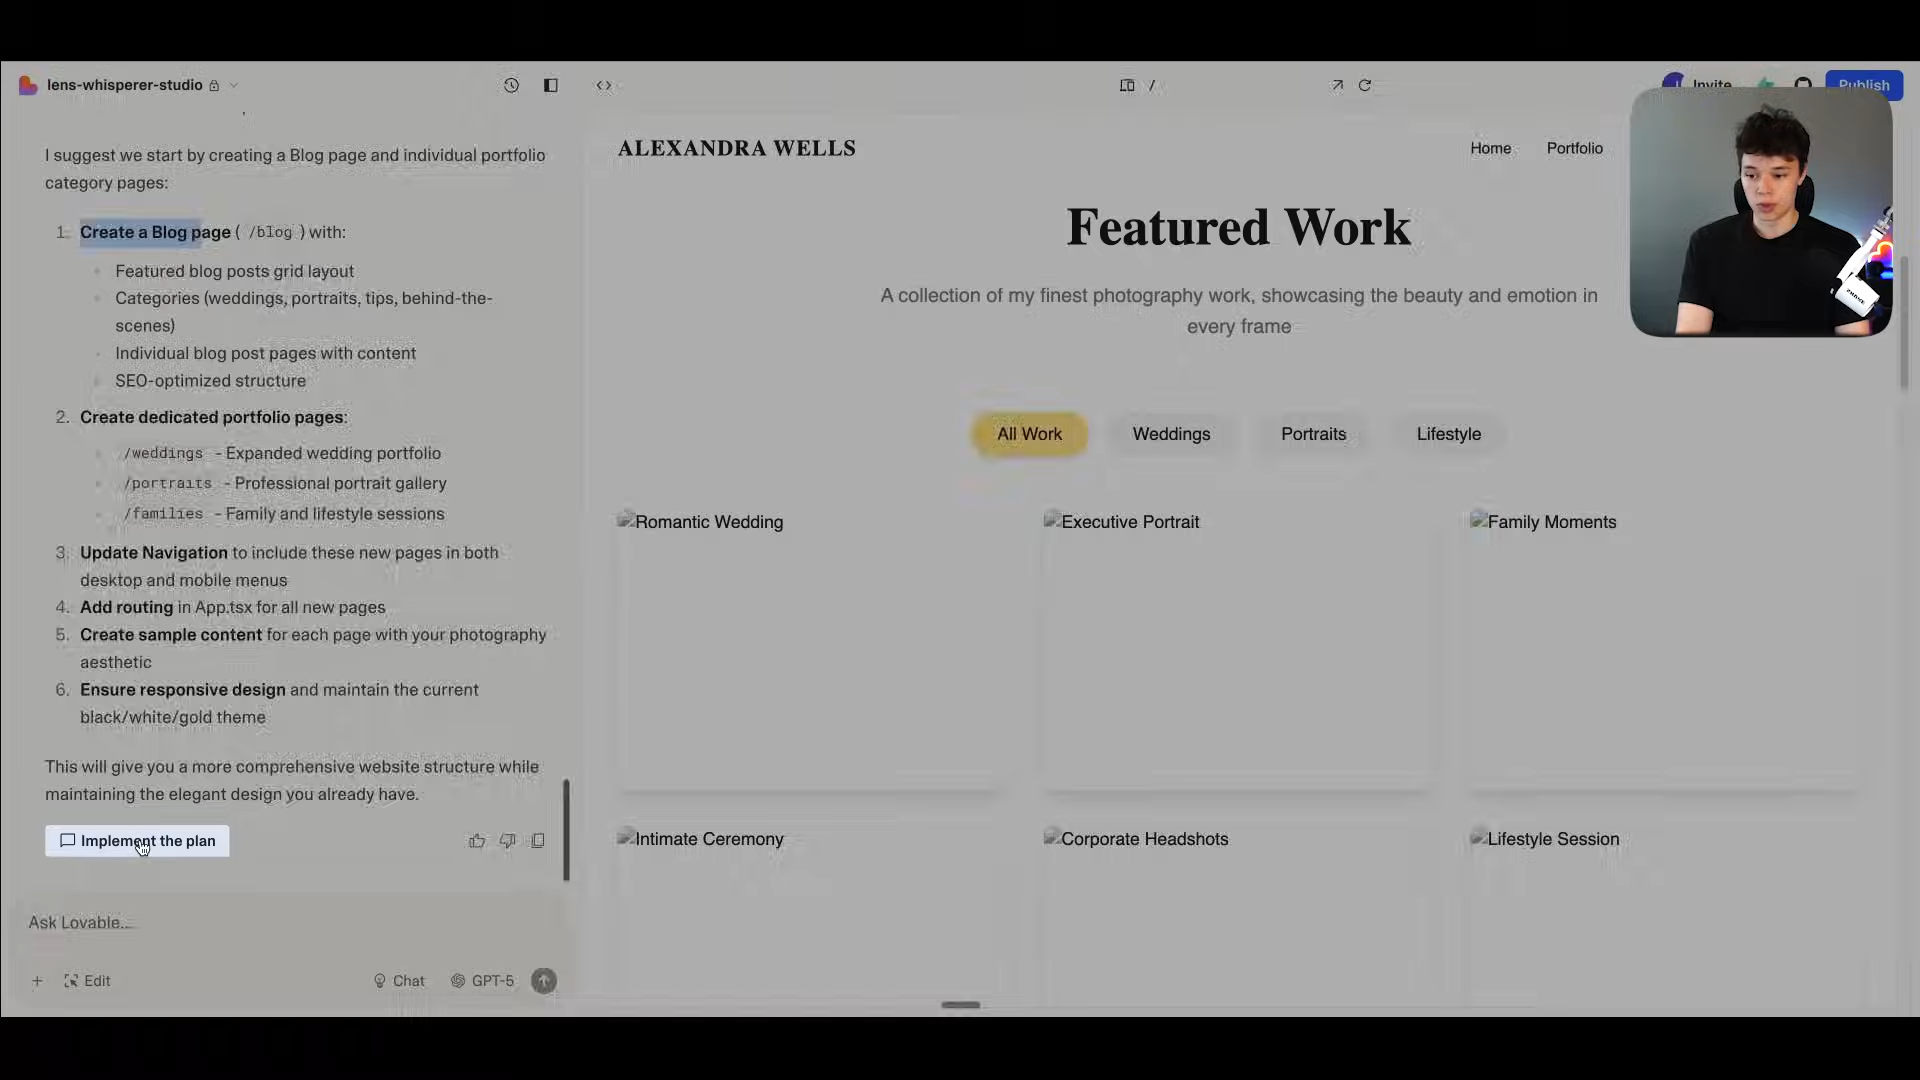 lens-whisperer-studio
/
Invite
Publish
I suggest we start by creating a Blog page and individual portfolio
category pages:
1. Create a Blog page ( /blog ) with:
Featured blog posts grid layout
Categories (weddings, portraits, tips, behind-the-
scenes)
Individual blog post pages with content
SEO-optimized structure
2. Create dedicated portfolio pages:
/weddings - Expanded wedding portfolio
/portraits - Professional portrait gallery
/families - Family and lifestyle sessions
3. Update Navigation to include these new pages in both
desktop and mobile menus
4. Add routing in App.tsx for all new pages
5. Create sample content for each page with your photography
aesthetic
6. Ensure responsive design and maintain the current
black/white/gold theme
This will give you a more comprehensive website structure while
maintaining the elegant design you already have.
Implement the plan
Ask Lovable...
Edit
Chat
GPT-5
ALEXANDRA WELLS
Home
Portfolio
Featured Work
A collection of my finest photography work, showcasing the beauty and emotion in
every frame
All Work
Weddings
Portraits
Lifestyle
Romantic Wedding
Executive Portrait
Family Moments
Intimate Ceremony
Corporate Headshots
Lifestyle Session